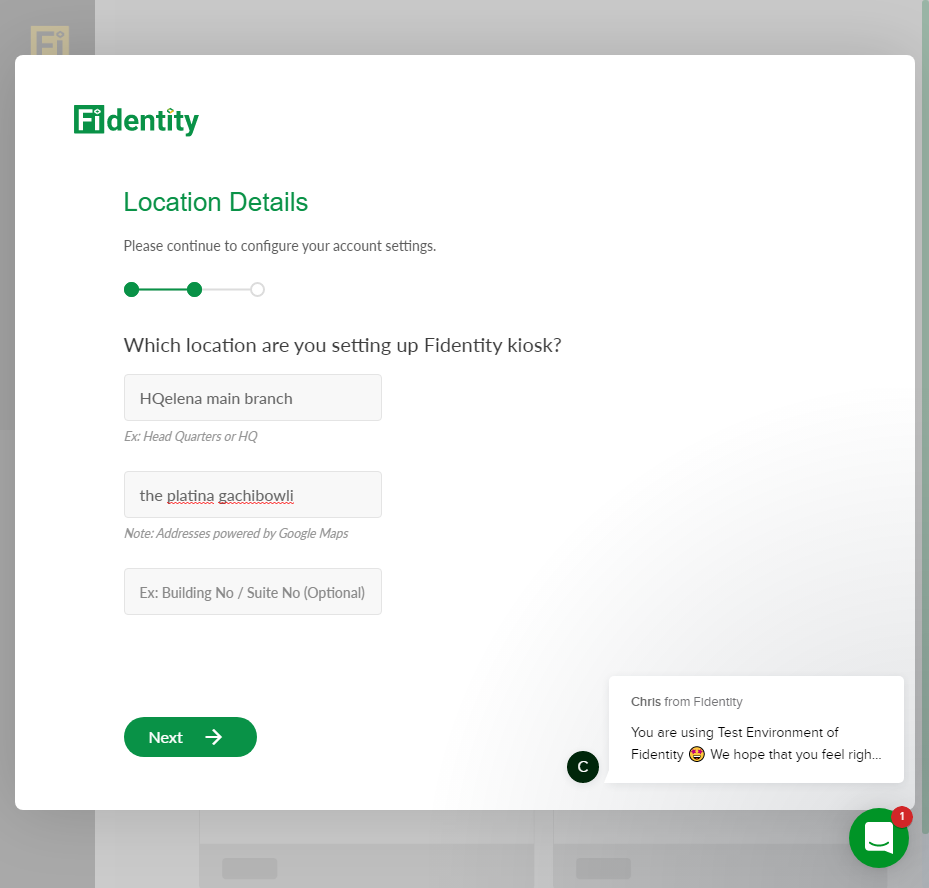 Fi
Fidentity
Location Details
Please continue to configure your account settings.
Which location are you setting up Fidentity kiosk?
HQelena main branch
Ex: Head Quarters or HQ
the platina gachibowli
Note: Addresses powered by Google Maps
Ex: Building No / Suite No (Optional)
Next
Chris from Fidentity
You are using Test Environment of
Fidentity 🤩 We hope that you feel righ...
C
1